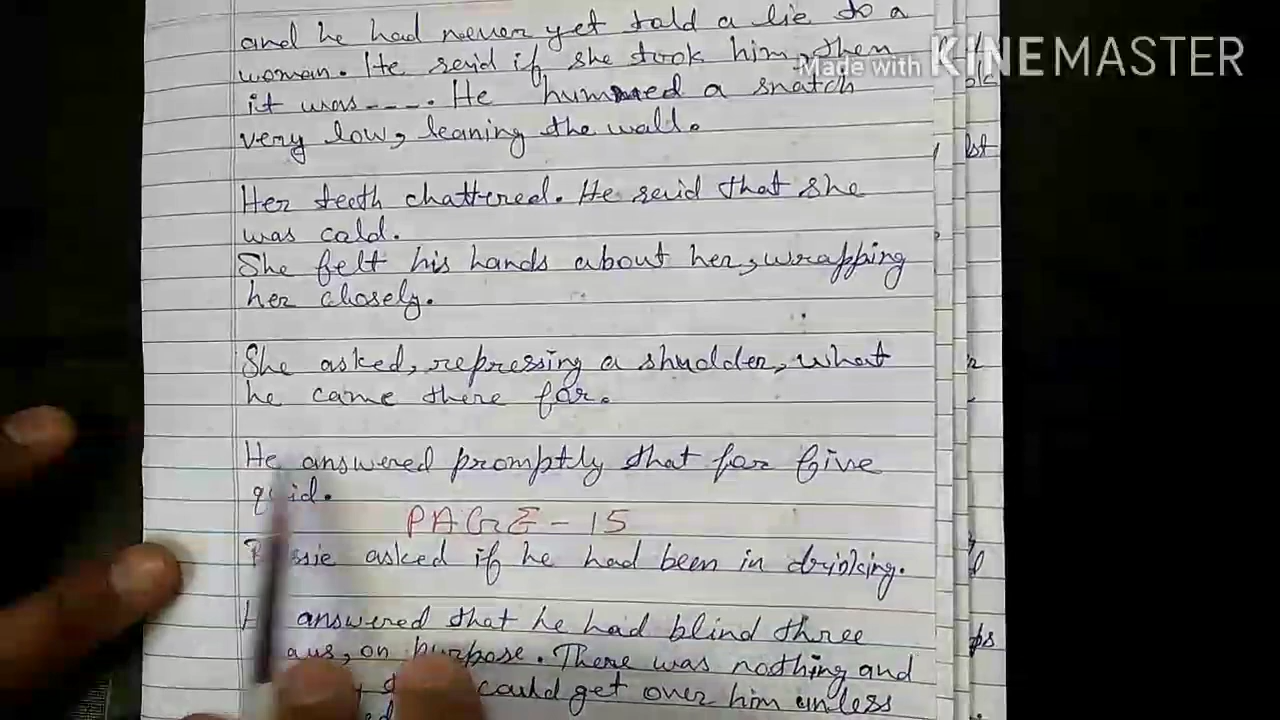 and he had never yet told a lie to a
woman. He said if she took him, then
Made with KINEMASTER
it was----. He hummed a snatch
very low, leaning the wall.
Her teeth chattered. He said that she
was cold.
She felt his hands about her, wrapping
her closely.
She asked, repressing a shudder, what
he came there for.
He answered promptly that for five
quid.
PAGE - 15
asked if he had been in drinking.
answered that he had blind three
on purpose. There was nothing and
could get over him unless